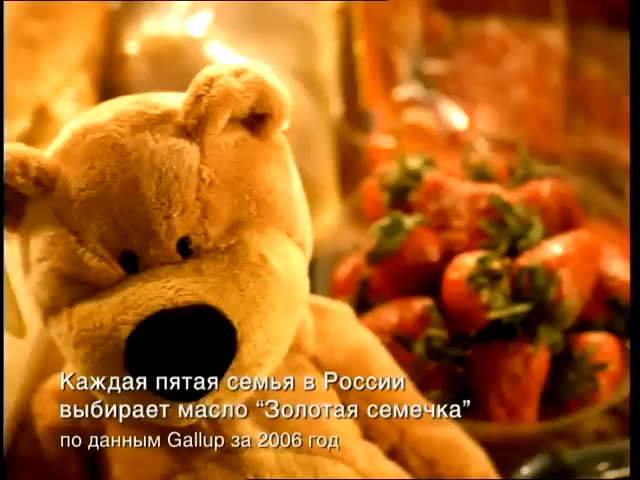 Каждая пятая семья в России
выбирает масло “Золотая семечка”
по данным Gallup за 2006 год